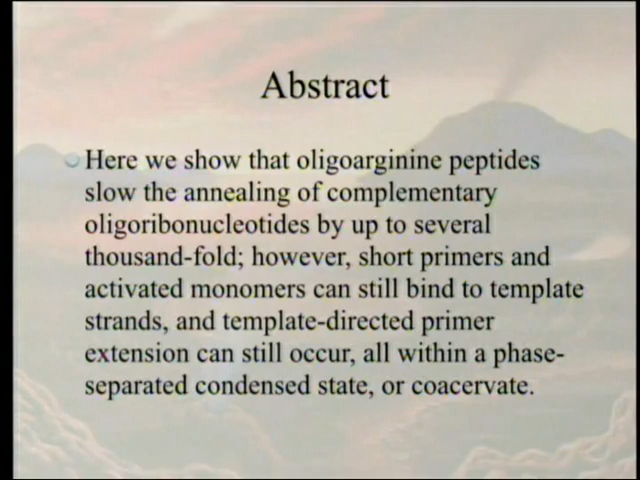 Abstract
Here we show that oligoarginine peptides
slow the annealing of complementary
oligoribonucleotides by up to several
thousand-fold; however, short primers and
activated monomers can still bind to template
strands, and template-directed primer
extension can still occur, all within a phase-
separated condensed state, or coacervate.